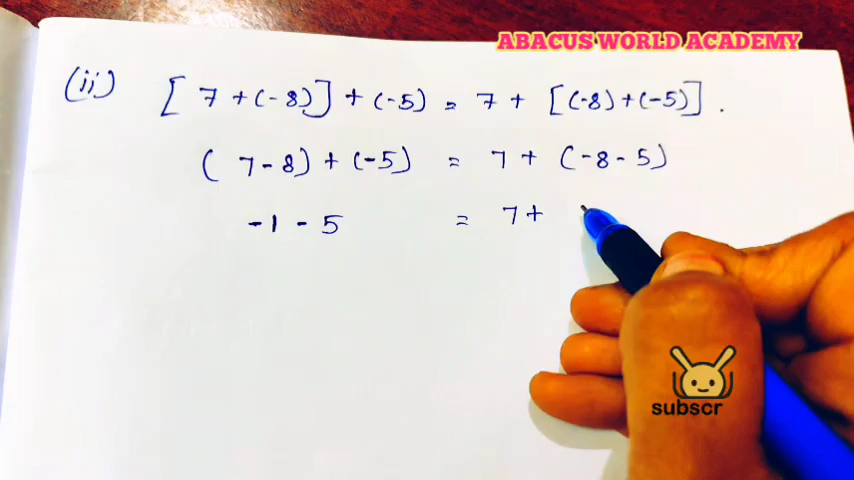 ABACUS WORLD ACADEMY
(ii) [7 + (-8)] + (-5) = 7 + [(-8) + (-5)].
(7 - 8) + (-5) = 7 + (-8 - 5)
-1 - 5 = 7 +
subscr